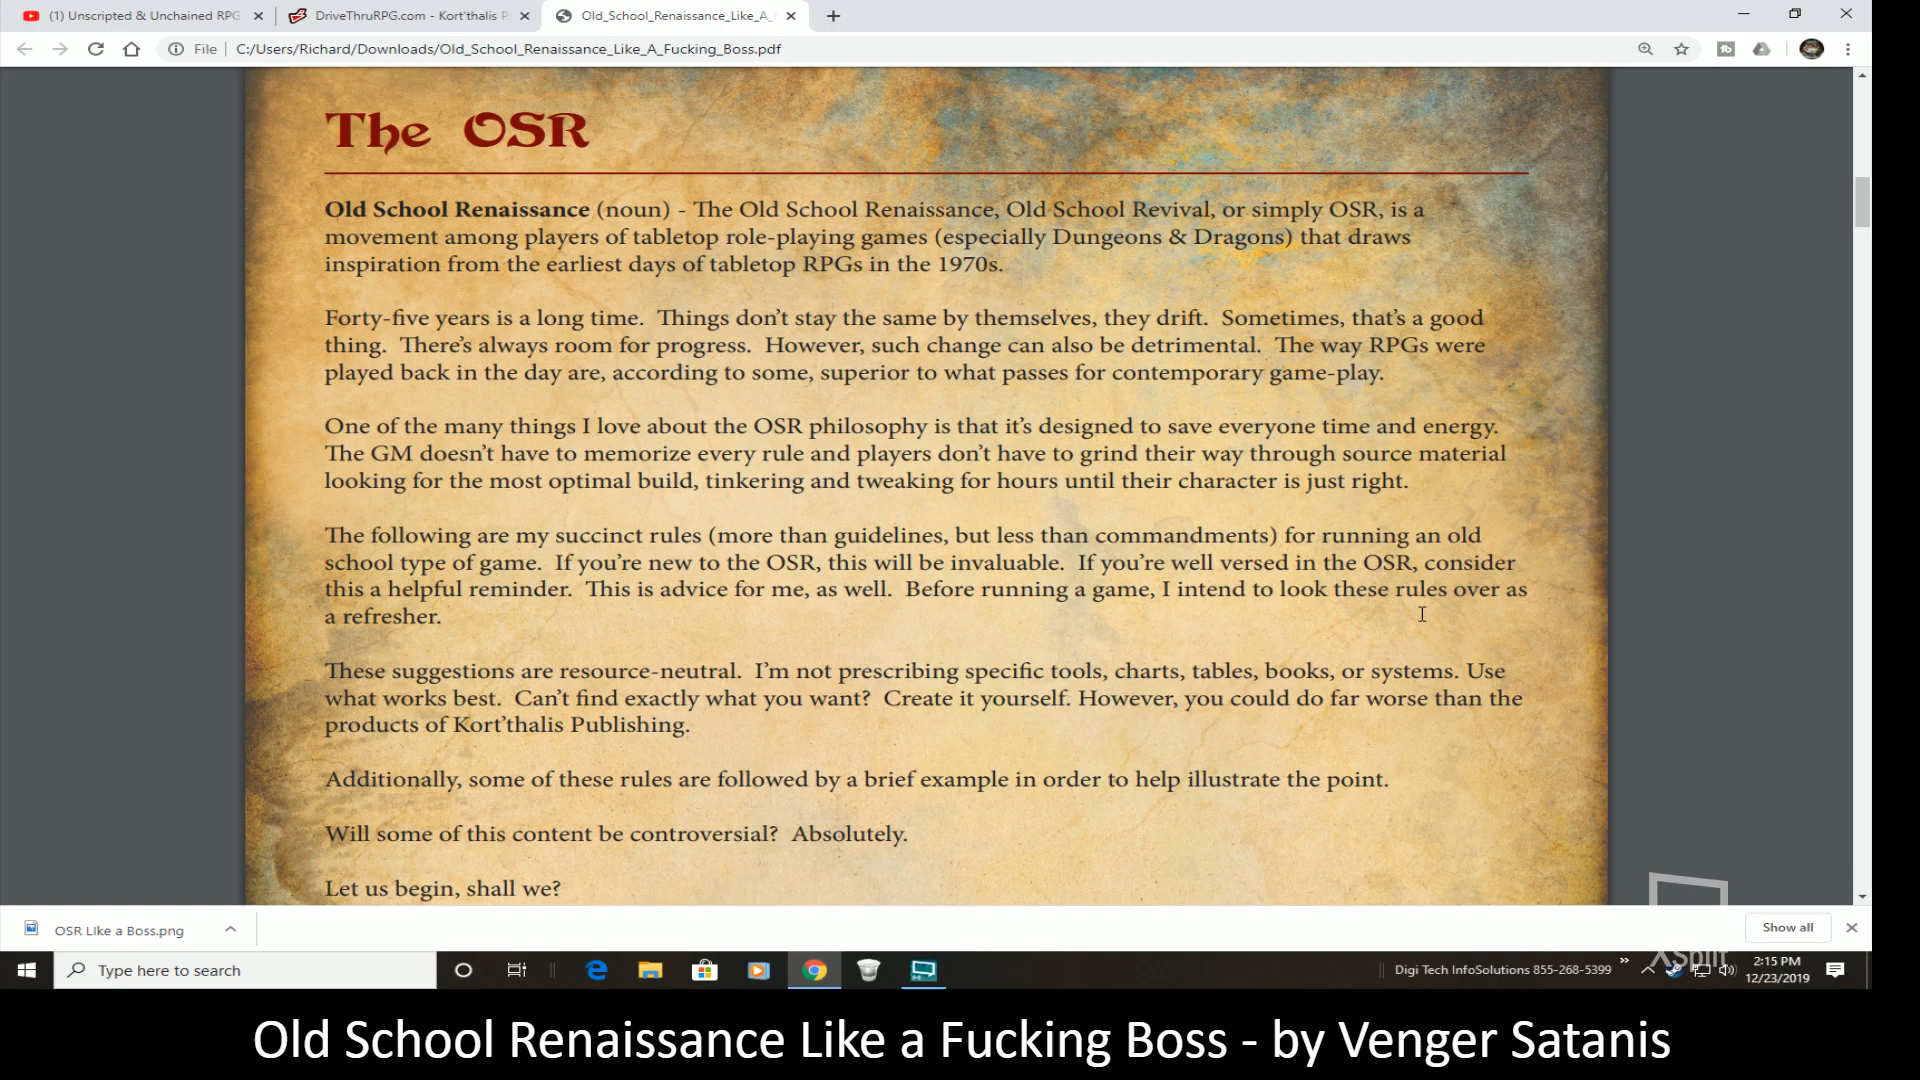 (1) Unscripted & Unchained RPG
DriveThruRPG.com - Kort'thalis P
Old_School_Renaissance_Like_A_
File
C:/Users/Richard/Downloads/Old_School_Renaissance_Like_A_Fucking_Boss.pdf
The OSR
Old School Renaissance (noun) - The Old School Renaissance, Old School Revival, or simply OSR, is a
movement among players of tabletop role-playing games (especially Dungeons & Dragons) that draws
inspiration from the earliest days of tabletop RPGs in the 1970s.
Forty-five years is a long time. Things don't stay the same by themselves, they drift. Sometimes, that's a good
thing. There's always room for progress. However, such change can also be detrimental. The way RPGs were
played back in the day are, according to some, superior to what passes for contemporary game-play.
One of the many things I love about the OSR philosophy is that it's designed to save everyone time and energy.
The GM doesn't have to memorize every rule and players don't have to grind their way through source material
looking for the most optimal build, tinkering and tweaking for hours until their character is just right.
The following are my succinct rules (more than guidelines, but less than commandments) for running an old
school type of game. If you're new to the OSR, this will be invaluable. If you're well versed in the OSR, consider
this a helpful reminder. This is advice for me, as well. Before running a game, I intend to look these rules over as
a refresher.
These suggestions are resource-neutral. I'm not prescribing specific tools, charts, tables, books, or systems. Use
what works best. Can't find exactly what you want? Create it yourself. However, you could do far worse than the
products of Kort'thalis Publishing.
Additionally, some of these rules are followed by a brief example in order to help illustrate the point.
Will some of this content be controversial? Absolutely.
Let us begin, shall we?
OSR LIke a Boss.png
Show all
Type here to search
Digi Tech InfoSolutions 855-268-5399
XSplit
2:15 PM
12/23/2019
Old School Renaissance Like a Fucking Boss - by Venger Satanis